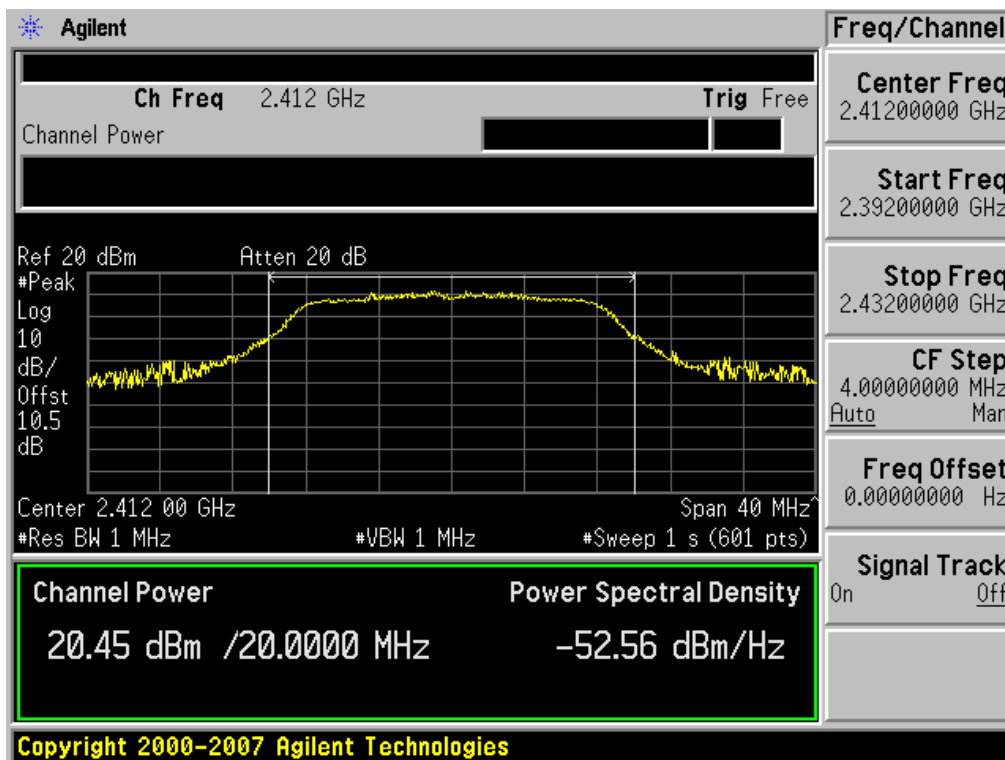 Agilent
Freq/Channel
Ch Freq 2.412 GHz Trig Free
Channel Power
Center Freq
2.41200000 GHz
Start Freq
2.39200000 GHz
Stop Freq
2.43200000 GHz
CF Step
4.00000000 MHz
Auto Man
Freq Offset
0.00000000 Hz
Signal Track
On Off
Ref 20 dBm Atten 20 dB
#Peak
Log
10
dB/
Offst
10.5
dB
Center 2.412 00 GHz Span 40 MHz^
#Res BW 1 MHz #VBW 1 MHz #Sweep 1 s (601 pts)
Channel Power Power Spectral Density
20.45 dBm /20.0000 MHz -52.56 dBm/Hz
Copyright 2000-2007 Agilent Technologies